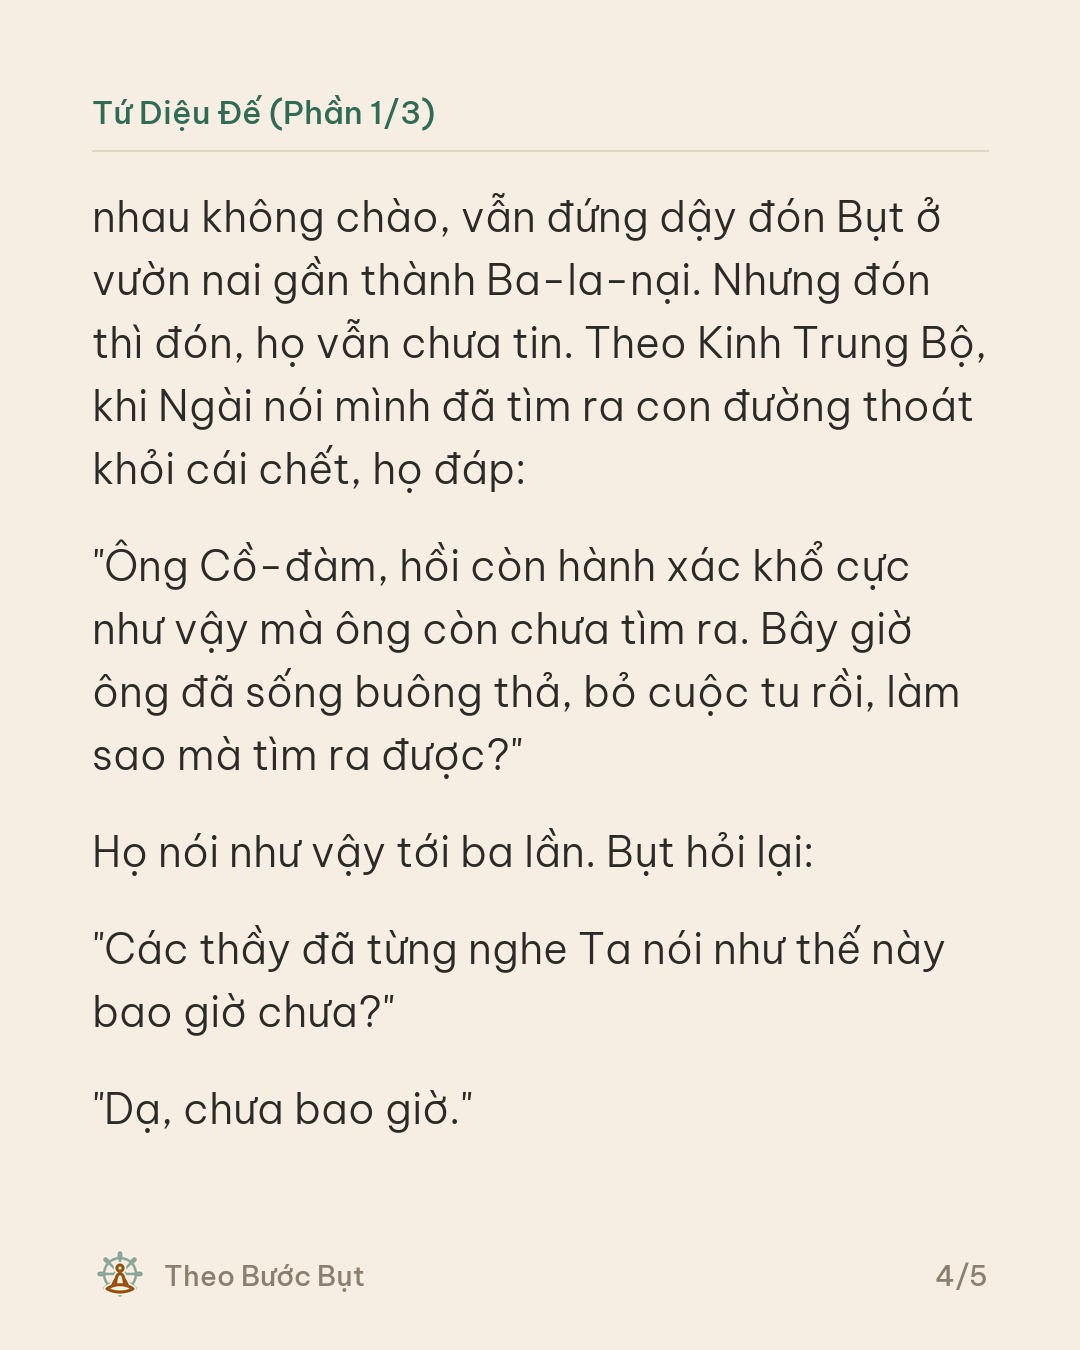 Tứ Diệu Đế (Phần 1/3)
nhau không chào, vẫn đứng dậy đón Bụt ở
vườn nai gần thành Ba-la-nại. Nhưng đón
thì đón, họ vẫn chưa tin. Theo Kinh Trung Bộ,
khi Ngài nói mình đã tìm ra con đường thoát
khỏi cái chết, họ đáp:
"Ông Cồ-đàm, hồi còn hành xác khổ cực
như vậy mà ông còn chưa tìm ra. Bây giờ
ông đã sống buông thả, bỏ cuộc tu rồi, làm
sao mà tìm ra được?"
Họ nói như vậy tới ba lần. Bụt hỏi lại:
"Các thầy đã từng nghe Ta nói như thế này
bao giờ chưa?"
"Dạ, chưa bao giờ."
Theo Bước Bụt
4/5